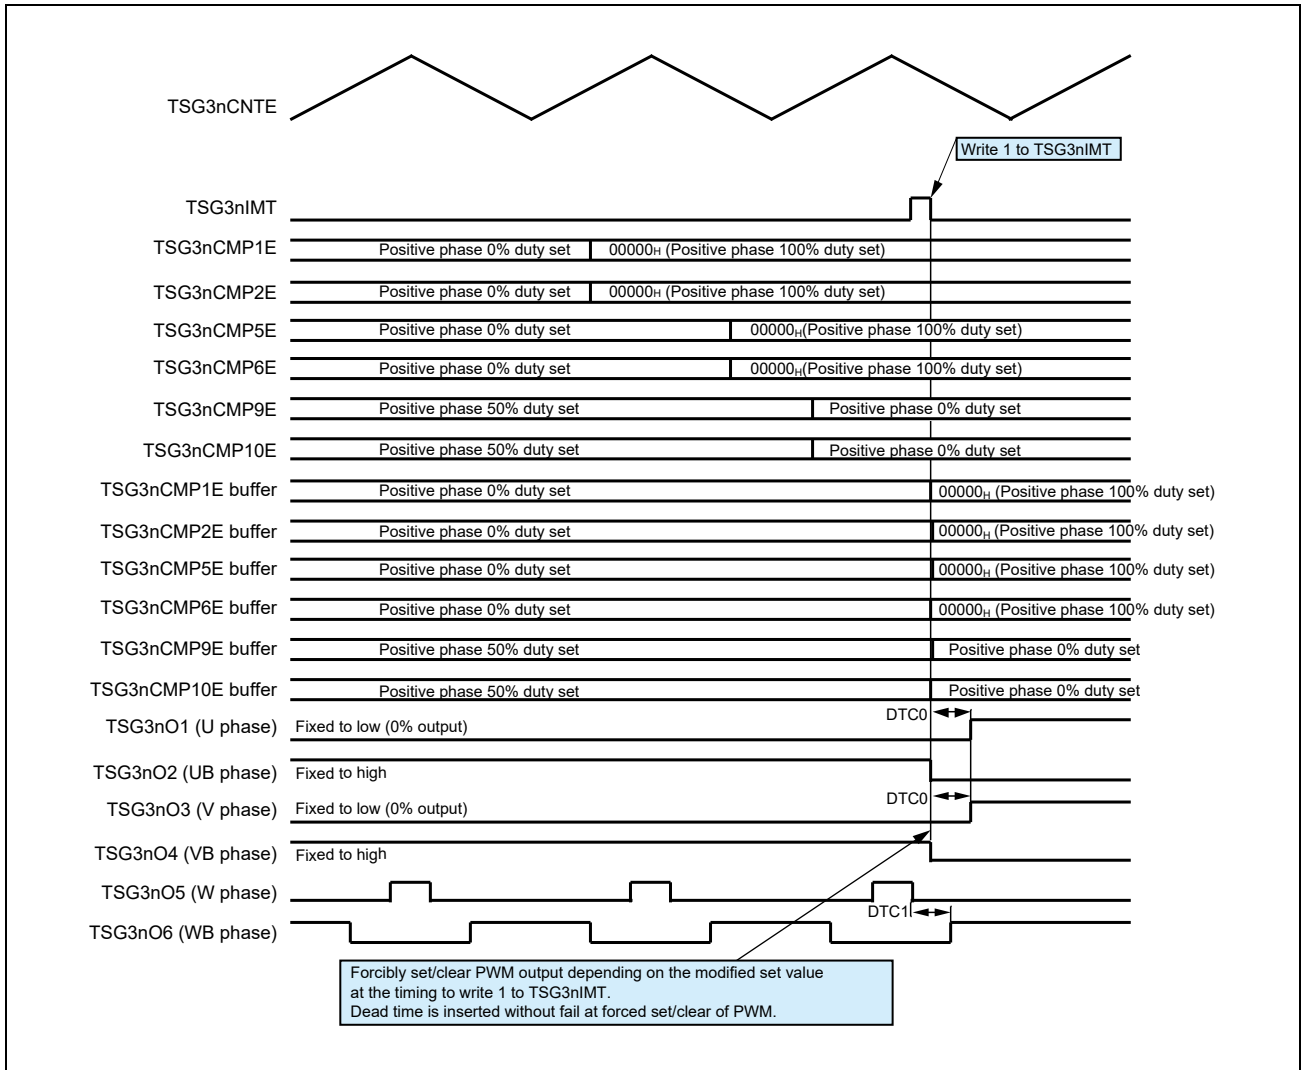 TSG3nCNTE
Write 1 to TSG3nIMT
TSG3nIMT
TSG3nCMP1E Positive phase 0% duty set 00000H (Positive phase 100% duty set)
TSG3nCMP2E Positive phase 0% duty set 00000H (Positive phase 100% duty set)
TSG3nCMP5E Positive phase 0% duty set 00000H(Positive phase 100% duty set)
TSG3nCMP6E Positive phase 0% duty set 00000H(Positive phase 100% duty set)
TSG3nCMP9E Positive phase 50% duty set Positive phase 0% duty set
TSG3nCMP10E Positive phase 50% duty set Positive phase 0% duty set
TSG3nCMP1E buffer Positive phase 0% duty set 00000H (Positive phase 100% duty set)
TSG3nCMP2E buffer Positive phase 0% duty set 00000H (Positive phase 100% duty set)
TSG3nCMP5E buffer Positive phase 0% duty set 00000H (Positive phase 100% duty set)
TSG3nCMP6E buffer Positive phase 0% duty set 00000H (Positive phase 100% duty set)
TSG3nCMP9E buffer Positive phase 50% duty set Positive phase 0% duty set
TSG3nCMP10E buffer Positive phase 50% duty set Positive phase 0% duty set
DTC0
TSG3nO1 (U phase) Fixed to low (0% output)
TSG3nO2 (UB phase) Fixed to high
DTC0
TSG3nO3 (V phase) Fixed to low (0% output)
TSG3nO4 (VB phase) Fixed to high
TSG3nO5 (W phase)
DTC1
TSG3nO6 (WB phase)
Forcibly set/clear PWM output depending on the modified set value
at the timing to write 1 to TSG3nIMT.
Dead time is inserted without fail at forced set/clear of PWM.